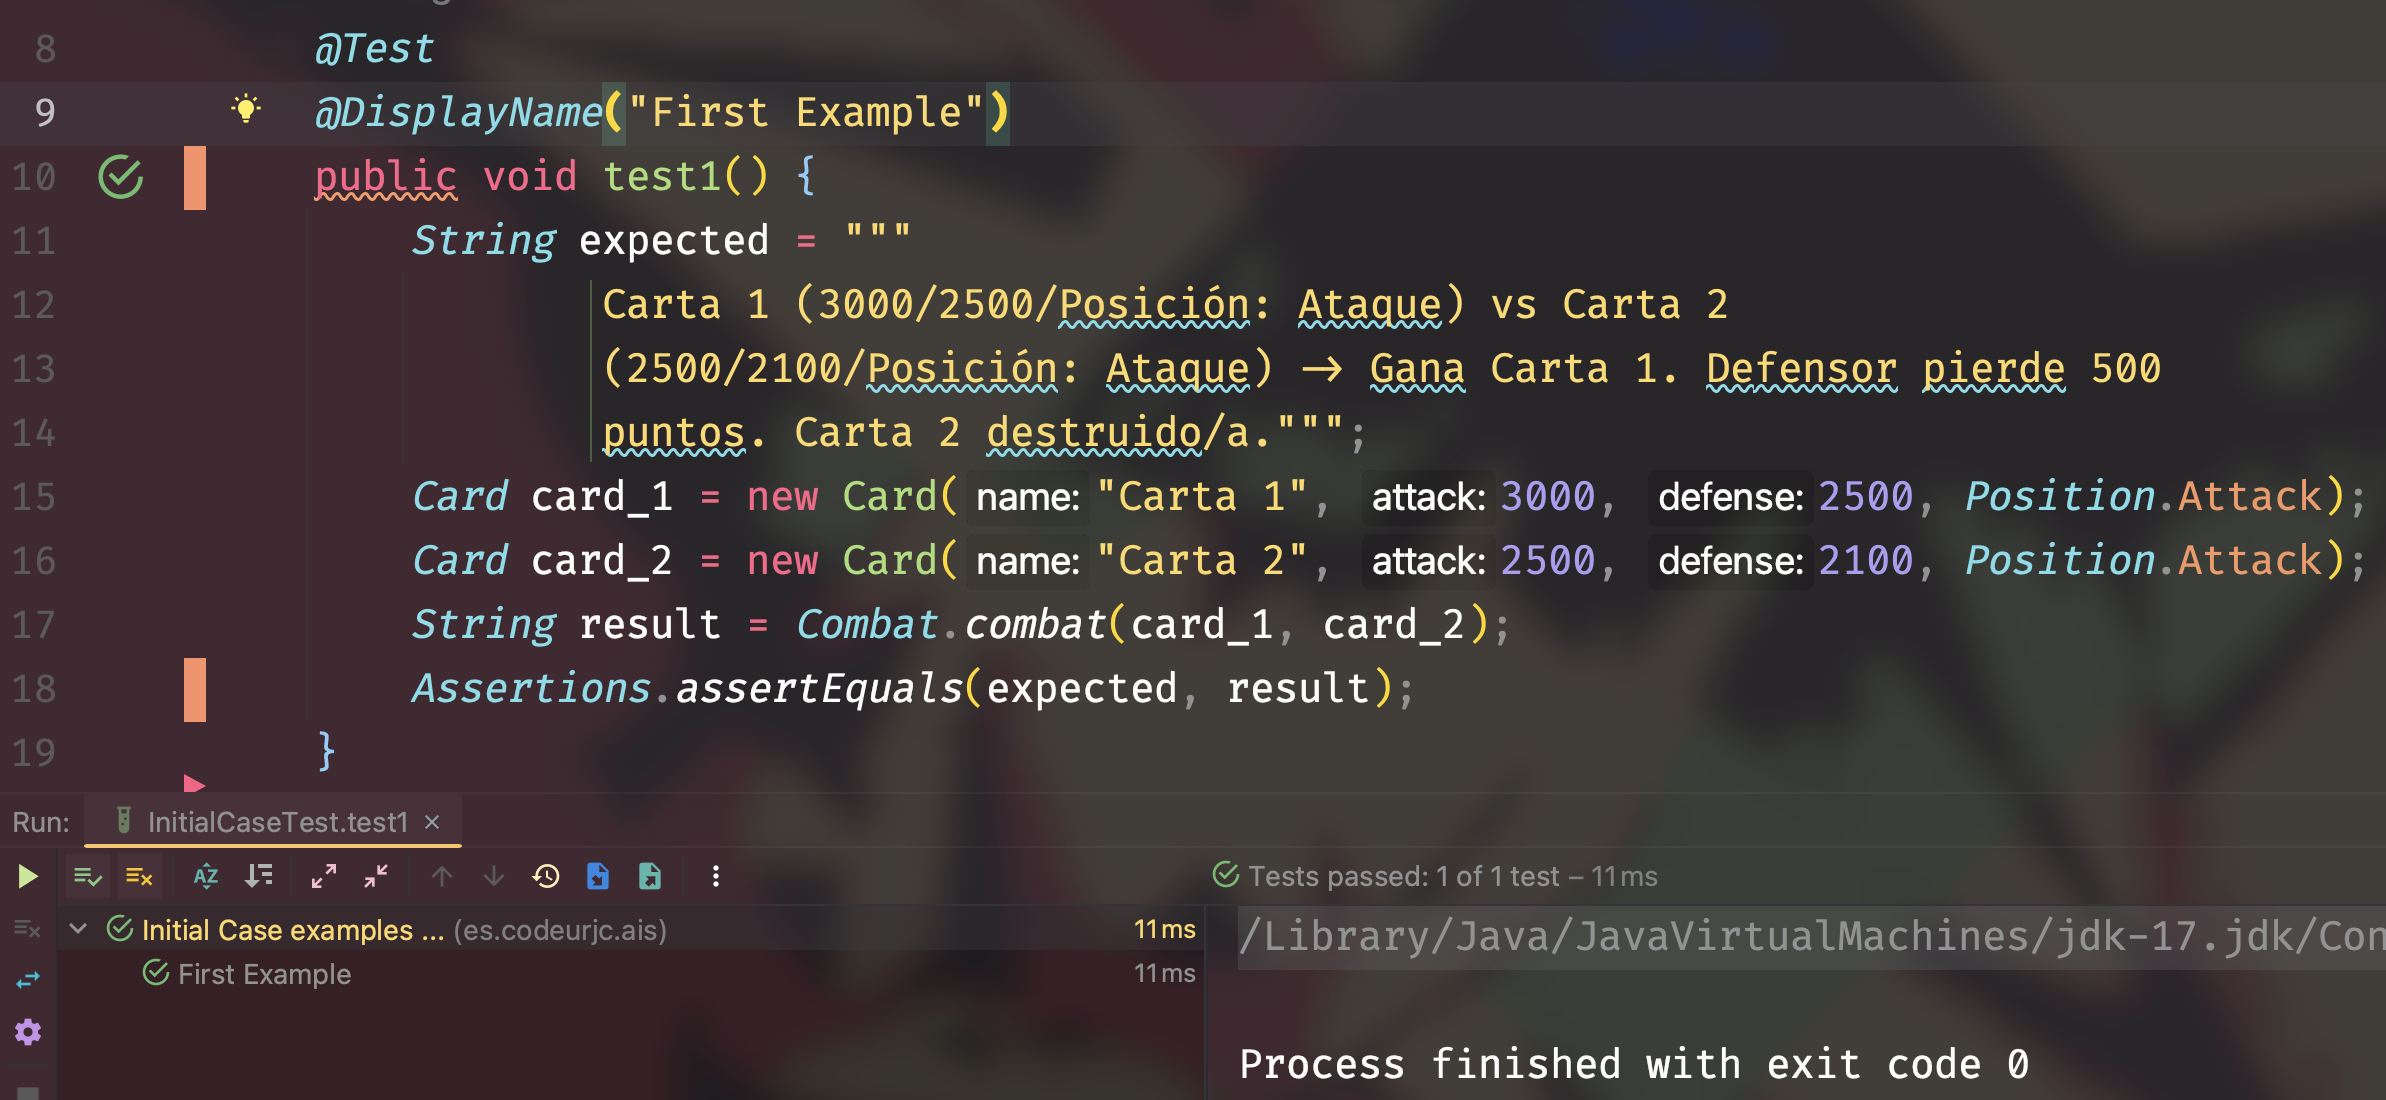 8 @Test
9 @DisplayName("First Example")
10 public void test1() {
11 String expected = """
12 Carta 1 (3000/2500/Posición: Ataque) vs Carta 2
13 (2500/2100/Posición: Ataque) -> Gana Carta 1. Defensor pierde 500
14 puntos. Carta 2 destruido/a.""";
15 Card card_1 = new Card( name: "Carta 1", attack: 3000, defense: 2500, Position.Attack);
16 Card card_2 = new Card( name: "Carta 2", attack: 2500, defense: 2100, Position.Attack);
17 String result = Combat.combat(card_1, card_2);
18 Assertions.assertEquals(expected, result);
19 }
Run: InitialCaseTest.test1 ×
Tests passed: 1 of 1 test – 11 ms
Initial Case examples ... (es.codeurjc.ais) 11 ms
First Example 11 ms
/Library/Java/JavaVirtualMachines/jdk-17.jdk/Con
Process finished with exit code 0